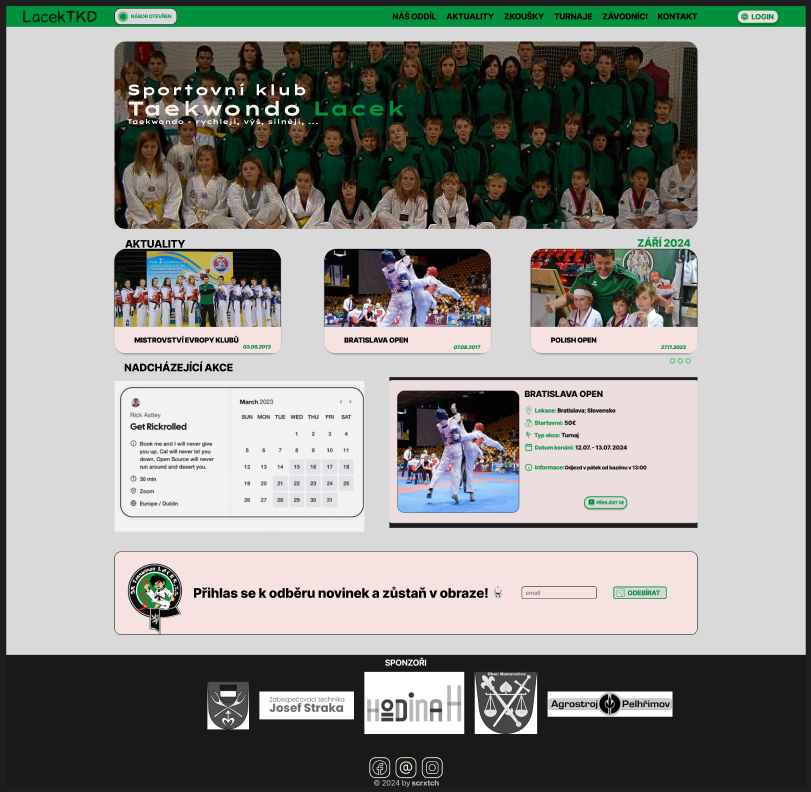 LacekTKD
NÁBOR OTEVŘEN
NÁŠ ODDÍL AKTUALITY ZKOUŠKY TURNAJE ZÁVODNÍCI KONTAKT
LOGIN
Sportovní klub
Taekwondo Lacek
Taekwondo - rychleji, výš, silněji, ...
AKTUALITY
ZÁŘÍ 2024
MISTROVSTVÍ EVROPY KLUBŮ
03.06.2013
BRATISLAVA OPEN
07.08.2017
POLISH OPEN
27.11.2023
NADCHÁZEJÍCÍ AKCE
Rick Astley
Get Rickrolled
Book me and I will never give
you up. Cal will never let you
down. Open Source will never
run around and desert you.
30 min
Zoom
Europe / Dublin
March 2023
SUN MON TUE WED THU FRI SAT
1 2 3 4
5 6 7 8 9 10 11
12 13 14 15 16 17 18
19 20 21 22 23 24 25
26 27 28 29 30 31
BRATISLAVA OPEN
Lokace: Bratislava; Slovensko
Startovné: 50€
Typ akce: Turnaj
Datum konání: 12.07. - 13.07. 2024
Informace: Odjezd v pátek od bazénu v 13:00
PŘIHLÁSIT SE
Přihlas se k odběru novinek a zůstaň v obraze!
email
ODEBÍRAT
SPONZOŘI
Zabezpečovací technika
Josef Straka
HODINAH
Obec Nemojovice
Agrostroj Pelhřimov
© 2024 by scrxtch